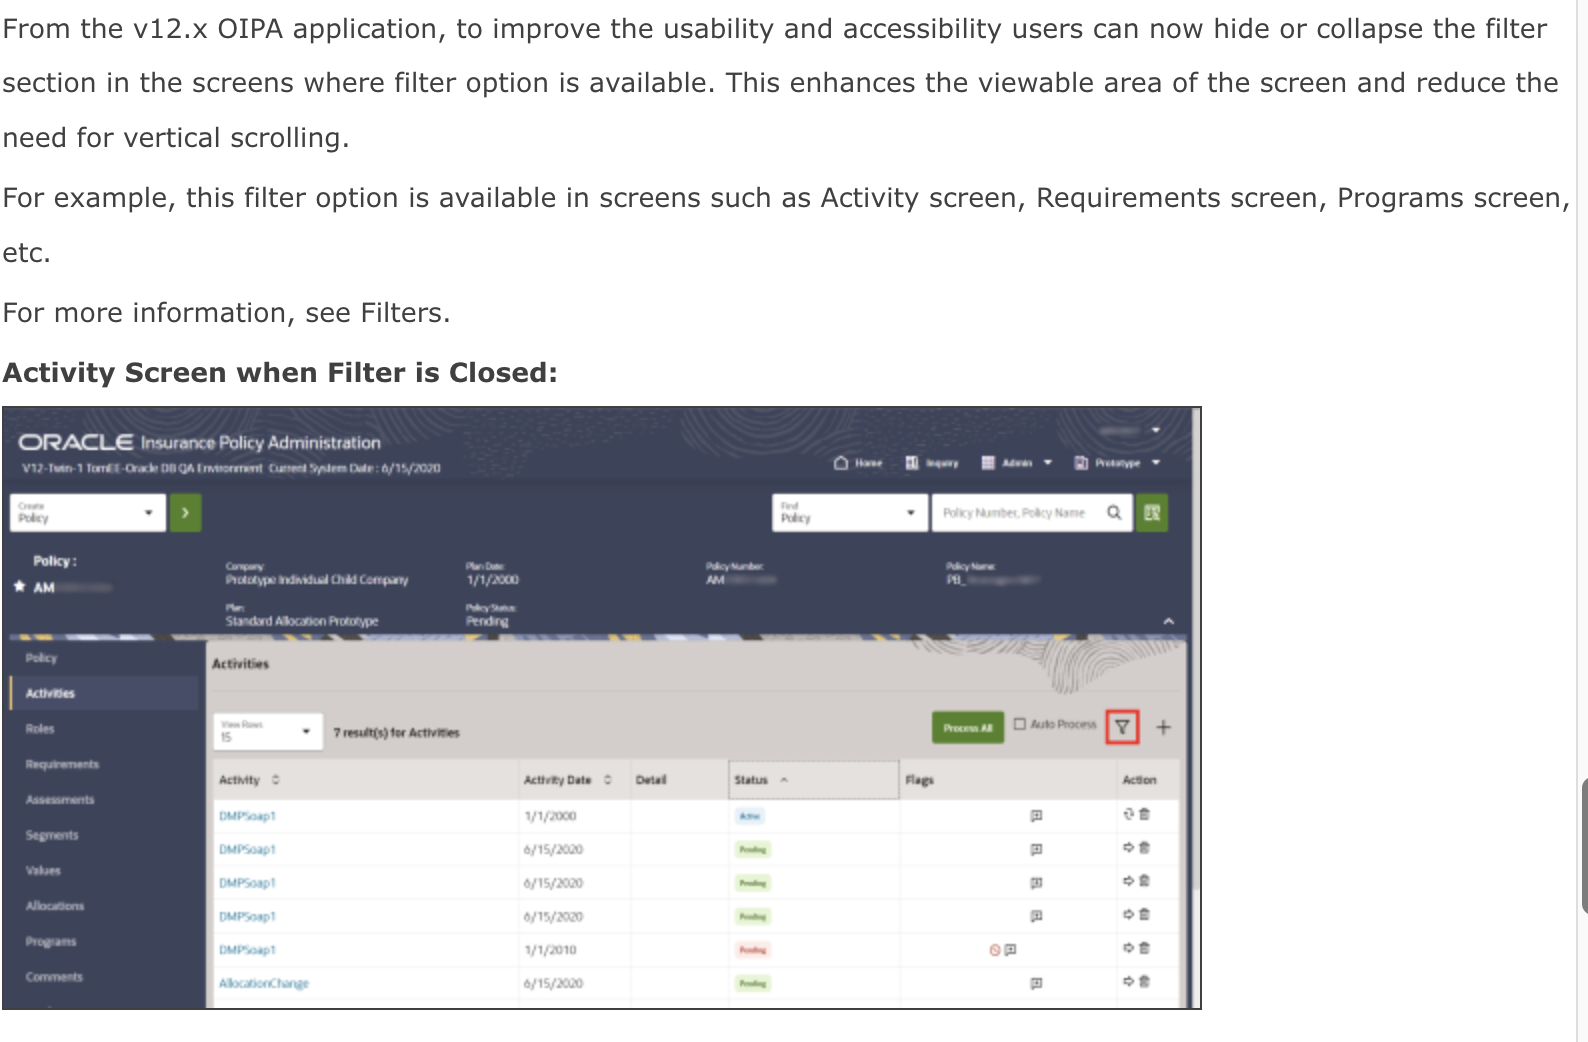 From the v12.x OIPA application, to improve the usability and accessibility users can now hide or collapse the filter
section in the screens where filter option is available. This enhances the viewable area of the screen and reduce the
need for vertical scrolling.
For example, this filter option is available in screens such as Activity screen, Requirements screen, Programs screen,
etc.
For more information, see Filters.
Activity Screen when Filter is Closed:
ORACLE Insurance Policy Administration
V12-Twin-1 TomEE-Oracle DB QA Environment Current System Date : 6/15/2020
Home Inquiry Admin Prototype
Create
Policy
Find
Policy
Policy Number, Policy Name
Policy :
AM
Company:
Prototype Individual Child Company
Plan Date:
1/1/2000
Policy Number:
AM
Policy Name:
PB_
Plan:
Standard Allocation Prototype
Policy Status:
Pending
Policy
Activities
Roles
Requirements
Assessments
Segments
Values
Allocations
Programs
Comments
Activities
View Rows
15
7 result(s) for Activities
Process All Auto Process
Activity Activity Date Detail Status Flags Action
DMPSoap1 1/1/2000 Active
DMPSoap1 6/15/2020 Pending
DMPSoap1 6/15/2020 Pending
DMPSoap1 6/15/2020 Pending
DMPSoap1 1/1/2010 Pending
AllocationChange 6/15/2020 Pending